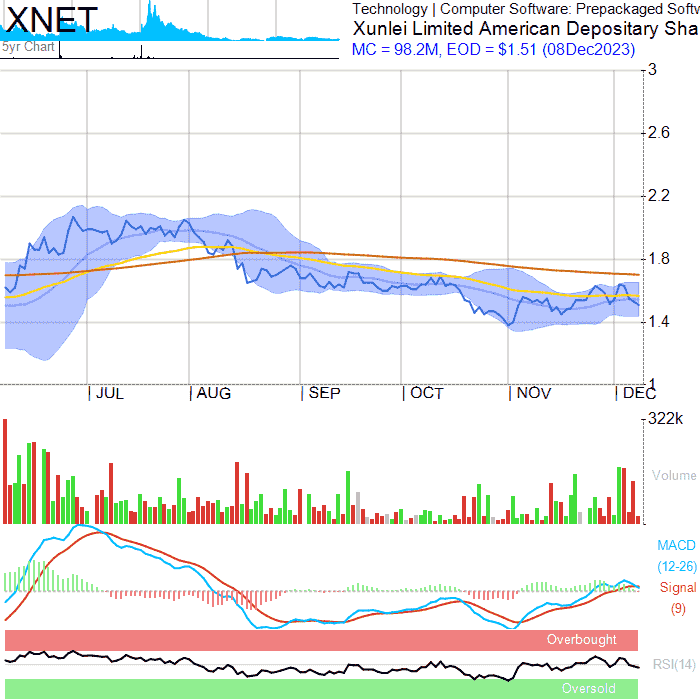 XNET
5yr Chart
Technology | Computer Software: Prepackaged Softw
Xunlei Limited American Depositary Sha
MC = 98.2M, EOD = $1.51 (08Dec2023)
3
2.6
2.2
1.8
1.4
1
JUL AUG SEP OCT NOV DEC
322k
Volume
MACD
(12-26)
Signal
(9)
Overbought
RSI(14)
Oversold